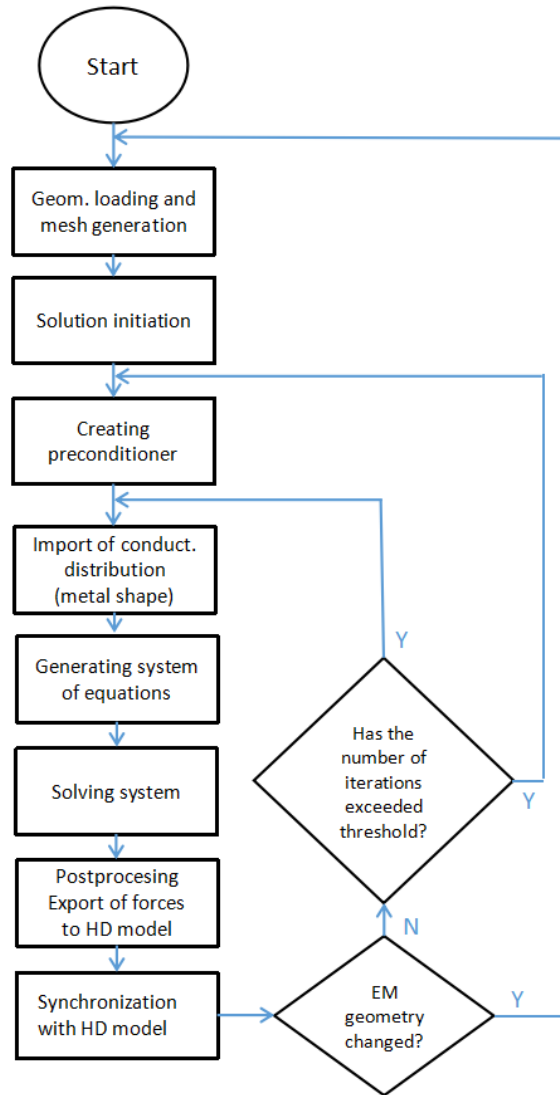 Start
Geom. loading and
mesh generation
Solution initiation
Creating
preconditioner
Import of conduct.
distribution
(metal shape)
Generating system
of equations
Y
Has the
number of
iterations
exceeded
threshold?
Y
Solving system
Postprocesing
Export of forces
to HD model
N
Synchronization
with HD model
EM
geometry
changed?
Y